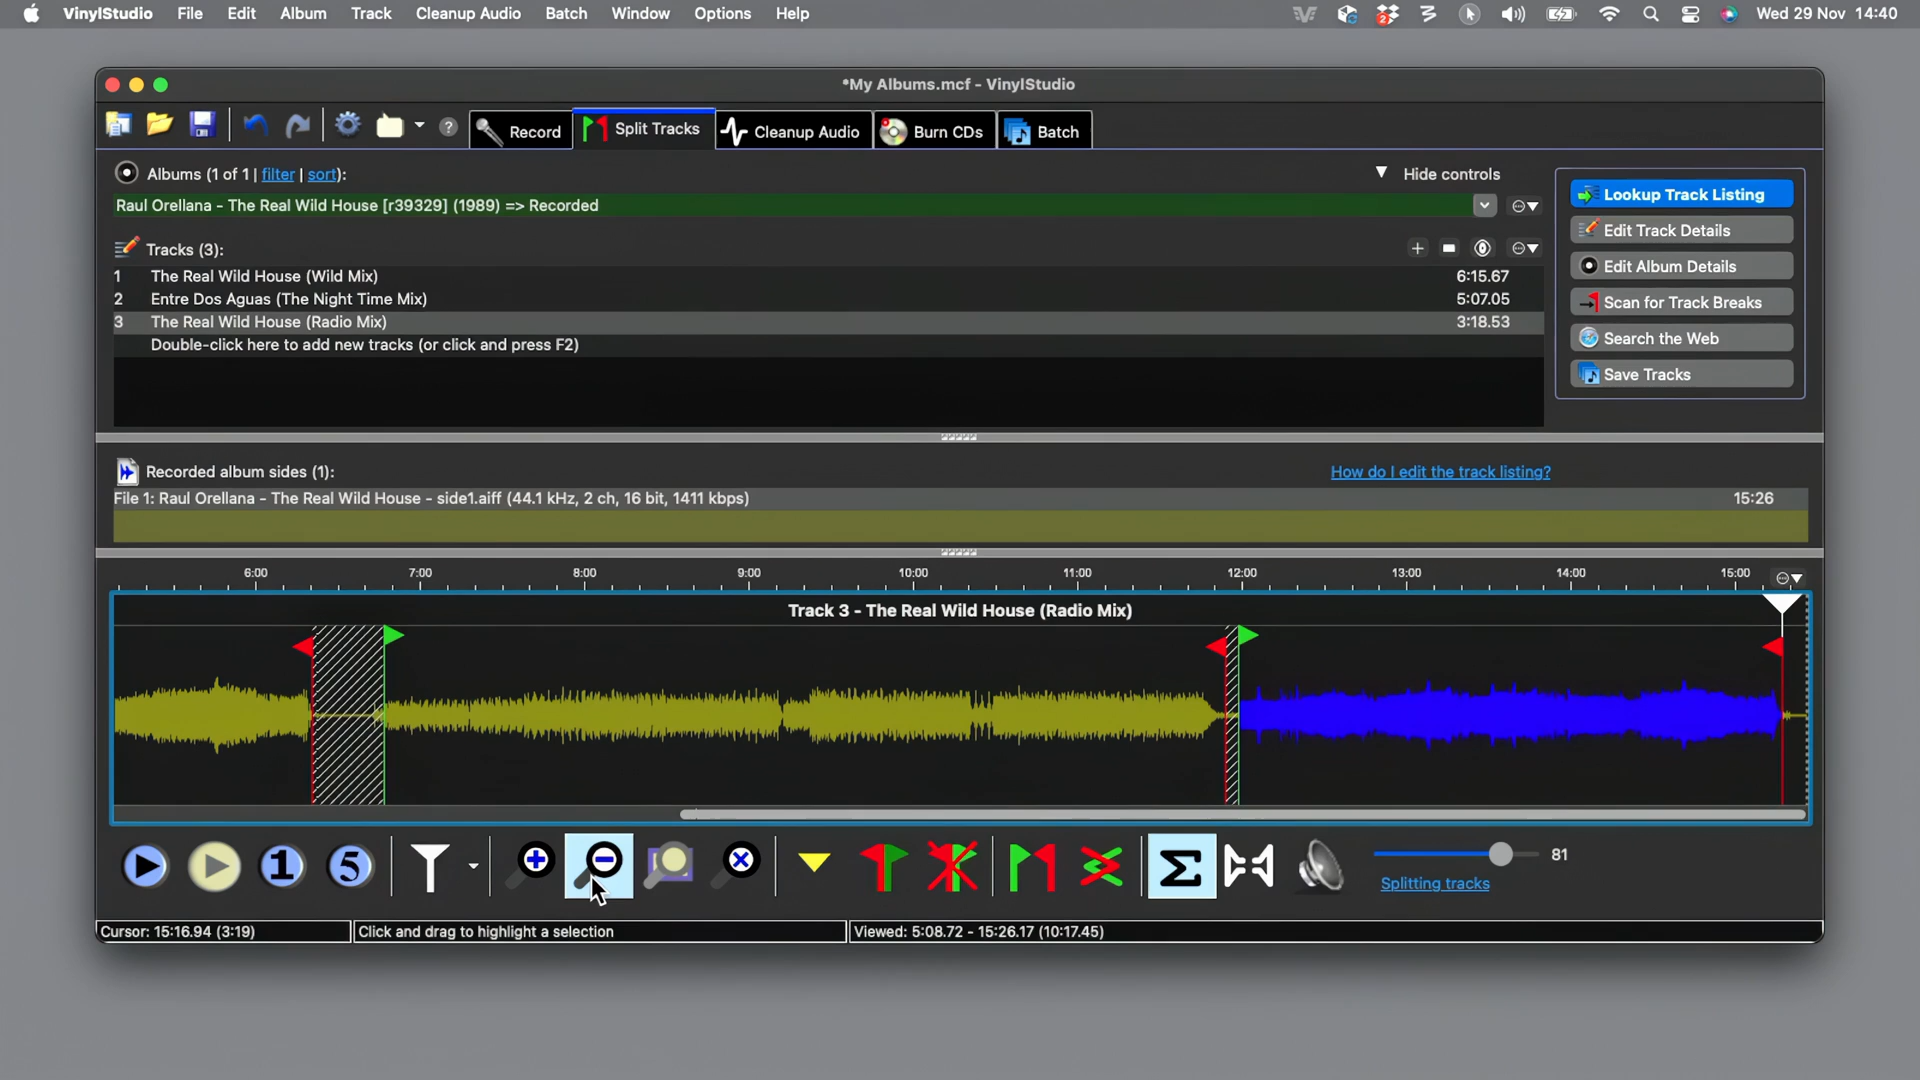 VinylStudio File Edit Album Track Cleanup Audio Batch Window Options Help 2 Wed 29 Nov 14:40
*My Albums.mcf - VinylStudio
Record Split Tracks Cleanup Audio Burn CDs Batch
Albums (1 of 1 | filter | sort): Hide controls
Raul Orellana - The Real Wild House [r39329] (1989) => Recorded
Tracks (3):
1 The Real Wild House (Wild Mix) 6:15.67
2 Entre Dos Aguas (The Night Time Mix) 5:07.05
3 The Real Wild House (Radio Mix) 3:18.53
Double-click here to add new tracks (or click and press F2)
Lookup Track Listing
Edit Track Details
Edit Album Details
Scan for Track Breaks
Search the Web
Save Tracks
Recorded album sides (1): How do I edit the track listing?
File 1: Raul Orellana - The Real Wild House - side1.aiff (44.1 kHz, 2 ch, 16 bit, 1411 kbps) 15:26
6:00 7:00 8:00 9:00 10:00 11:00 12:00 13:00 14:00 15:00
Track 3 - The Real Wild House (Radio Mix)
1 5 Σ 81
Splitting tracks
Cursor: 15:16.94 (3:19) Click and drag to highlight a selection Viewed: 5:08.72 - 15:26.17 (10:17.45)